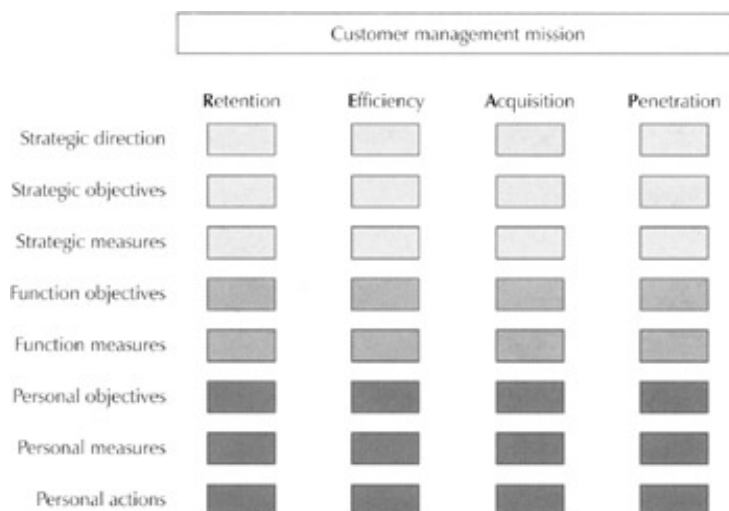 Customer management mission
Retention Efficiency Acquisition Penetration
Strategic direction
Strategic objectives
Strategic measures
Function objectives
Function measures
Personal objectives
Personal measures
Personal actions